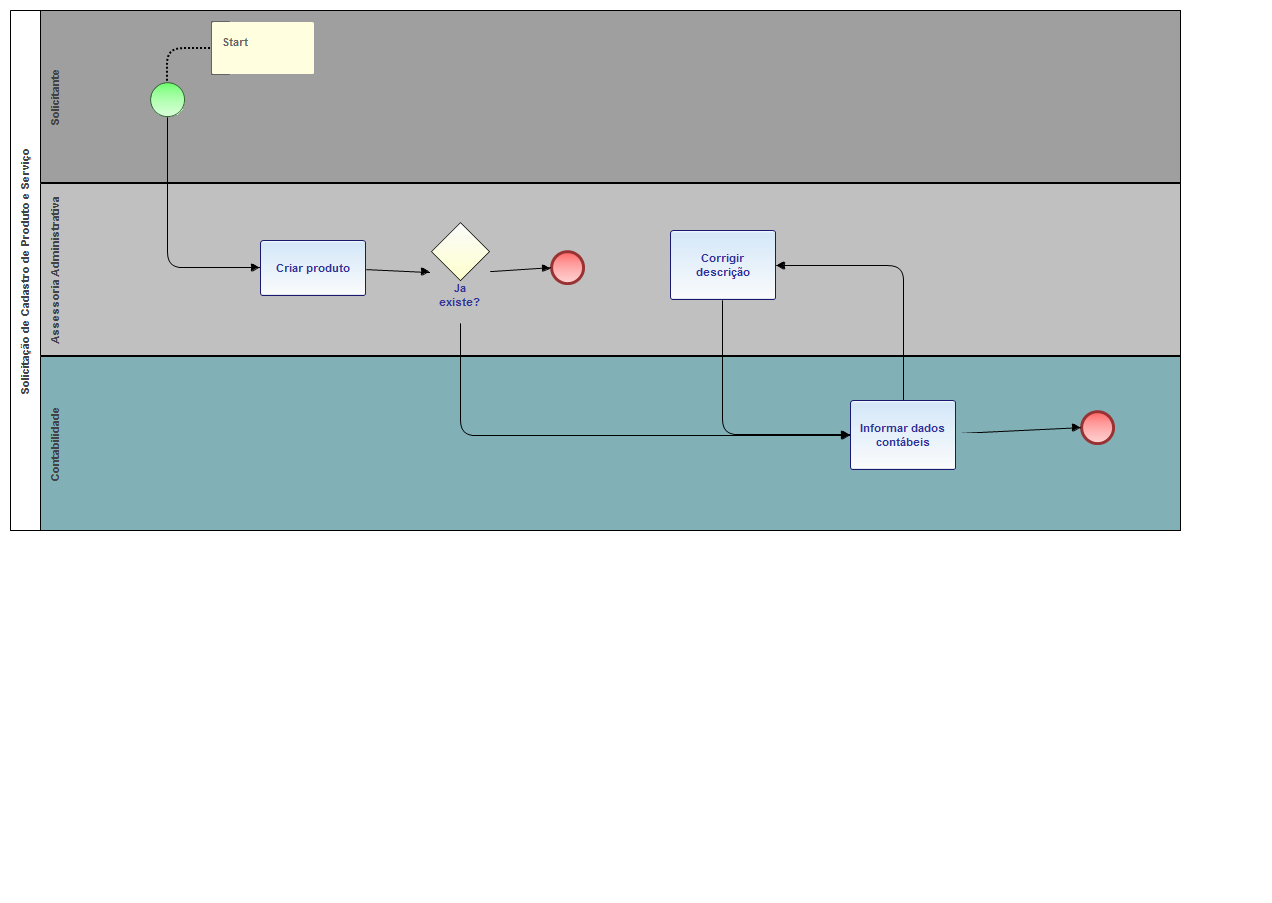 Solicitação de Cadastro de Produto e Serviço
Solicitante
Start
Assessoria Administrativa
Criar produto
Ja
existe?
Corrigir
descrição
Contabilidade
Informar dados
contábeis